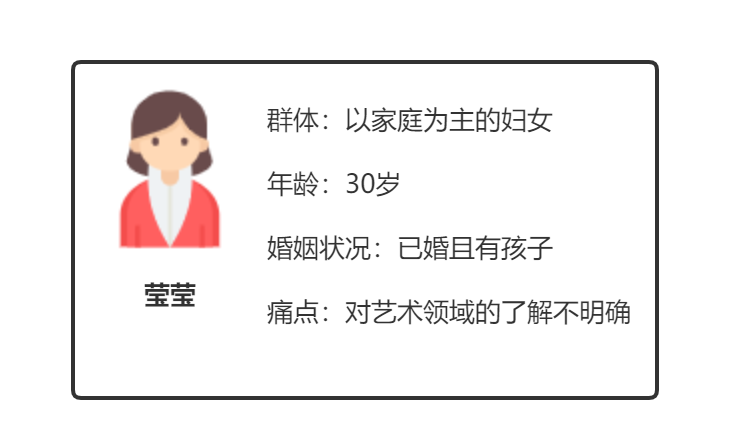 群体：以家庭为主的妇女
年龄：30岁
婚姻状况：已婚且有孩子
莹莹
痛点：对艺术领域的了解不明确